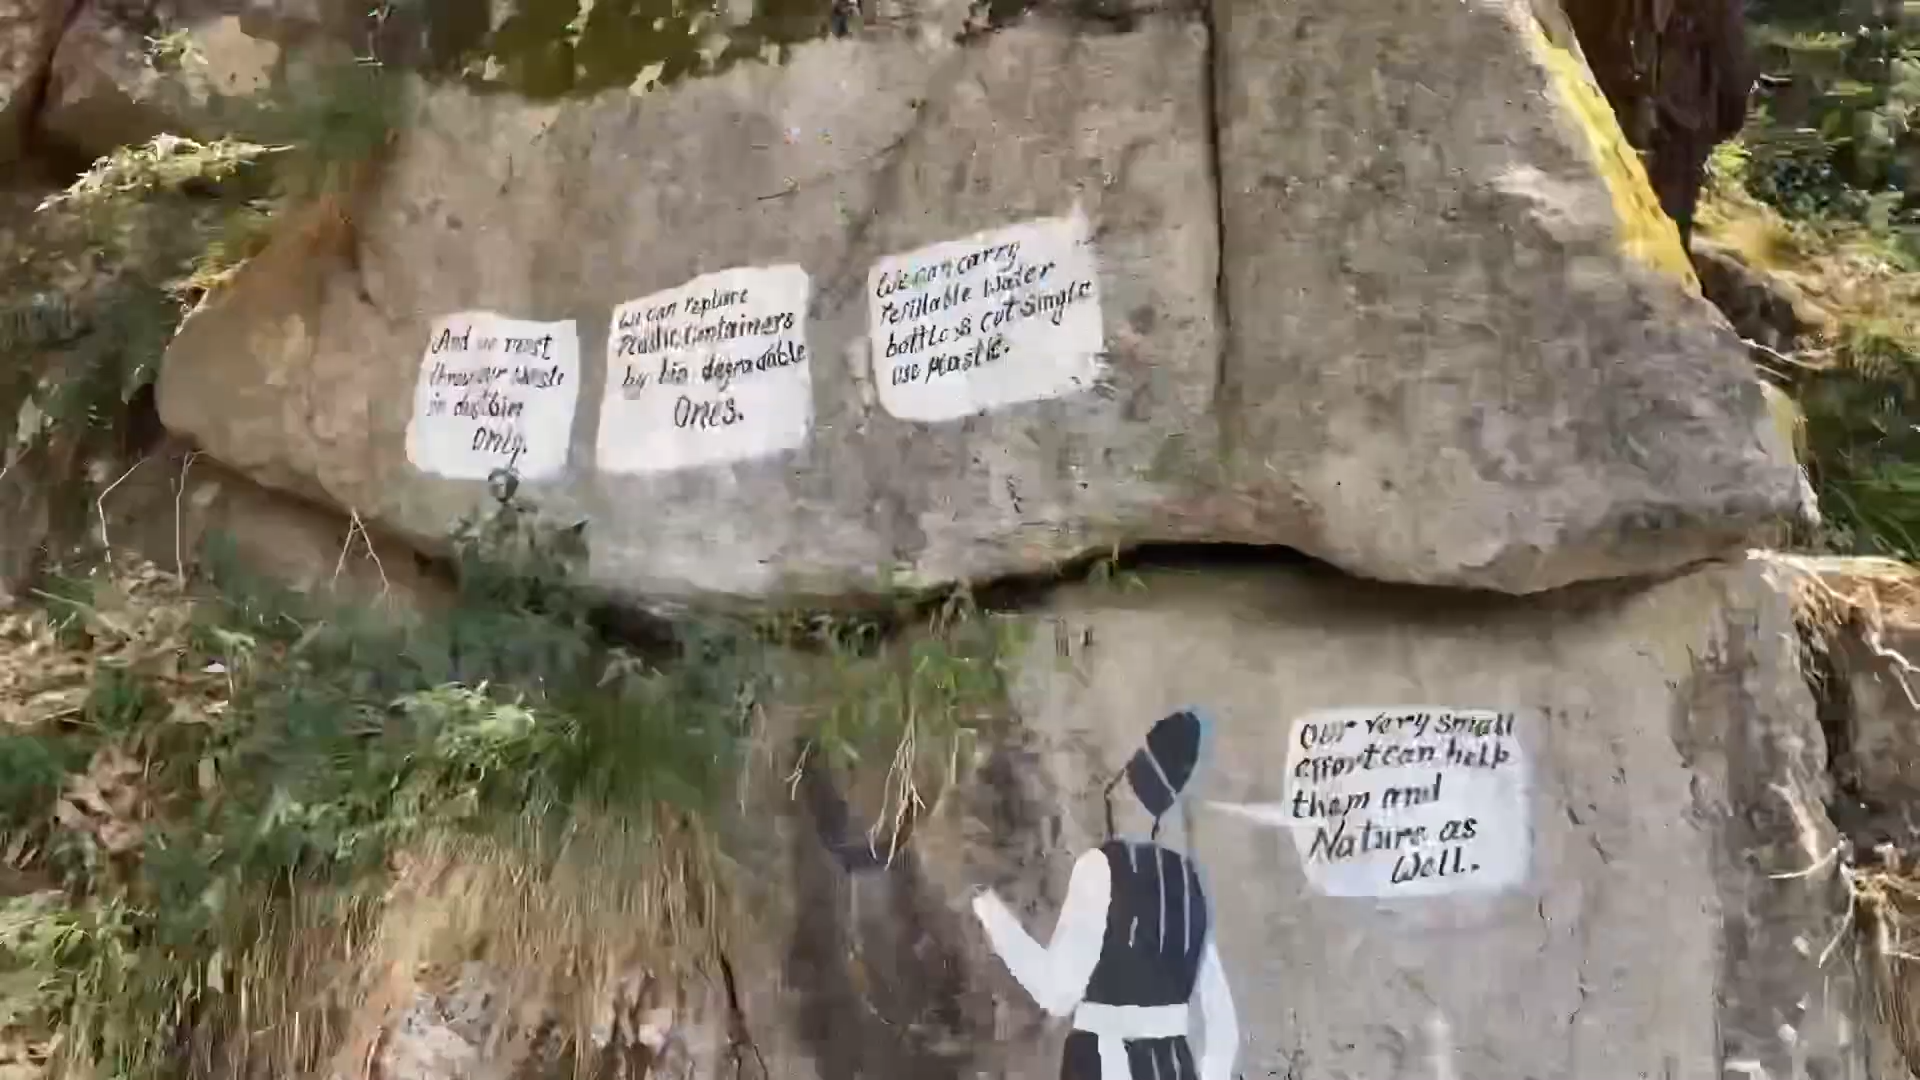 And we must
throw our waste
in dustbin
only.
We can replace
Plastic Containers
by bio degradable
Ones.
We can carry
refillable Water
bottles cut single
use plastic.
Our very small
effort can help
them and
Nature as
Well.